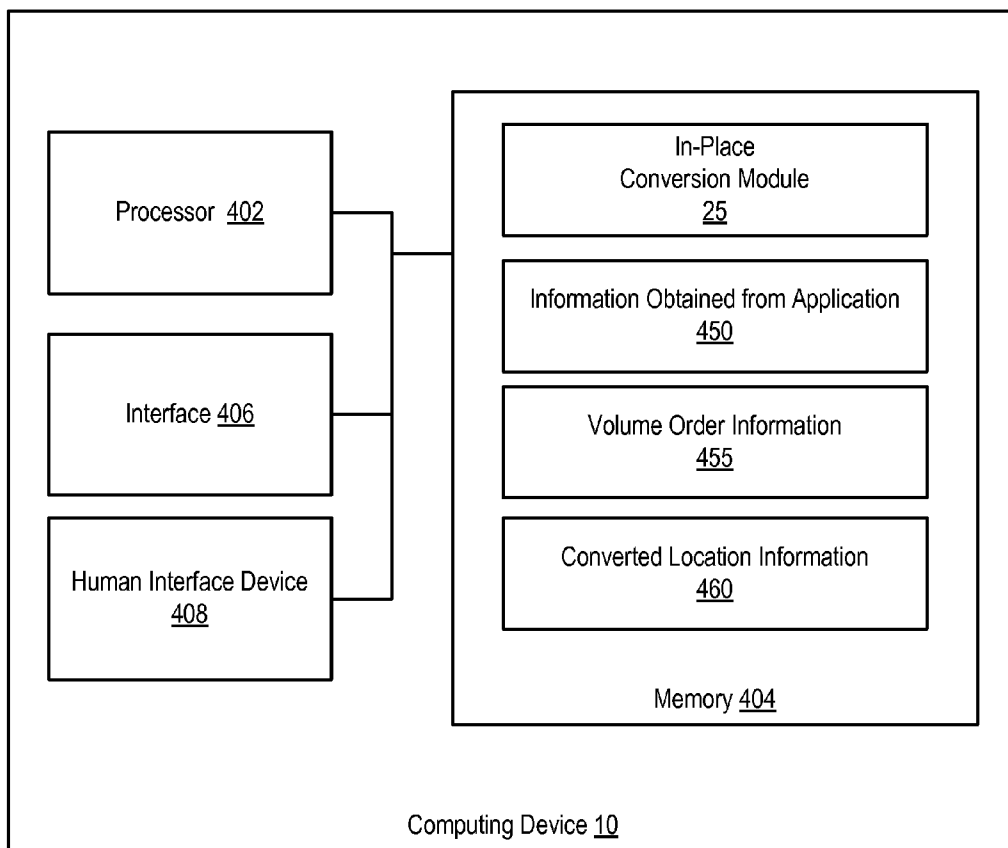 Processor 402
Interface 406
Human Interface Device
408
In-Place
Conversion Module
25
Information Obtained from Application
450
Volume Order Information
455
Converted Location Information
460
Memory 404
Computing Device 10